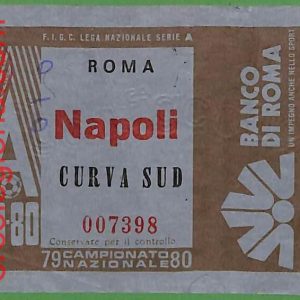 F.I.G.C. LEGA NAZIONALE SERIE A
ROMA
Napoli
CURVA SUD
007398
Conservate per il controllo
79 CAMPIONATO NAZIONALE 80
A
80
BANCO DI ROMA
UN IMPEGNO ANCHE NELLO SPORT